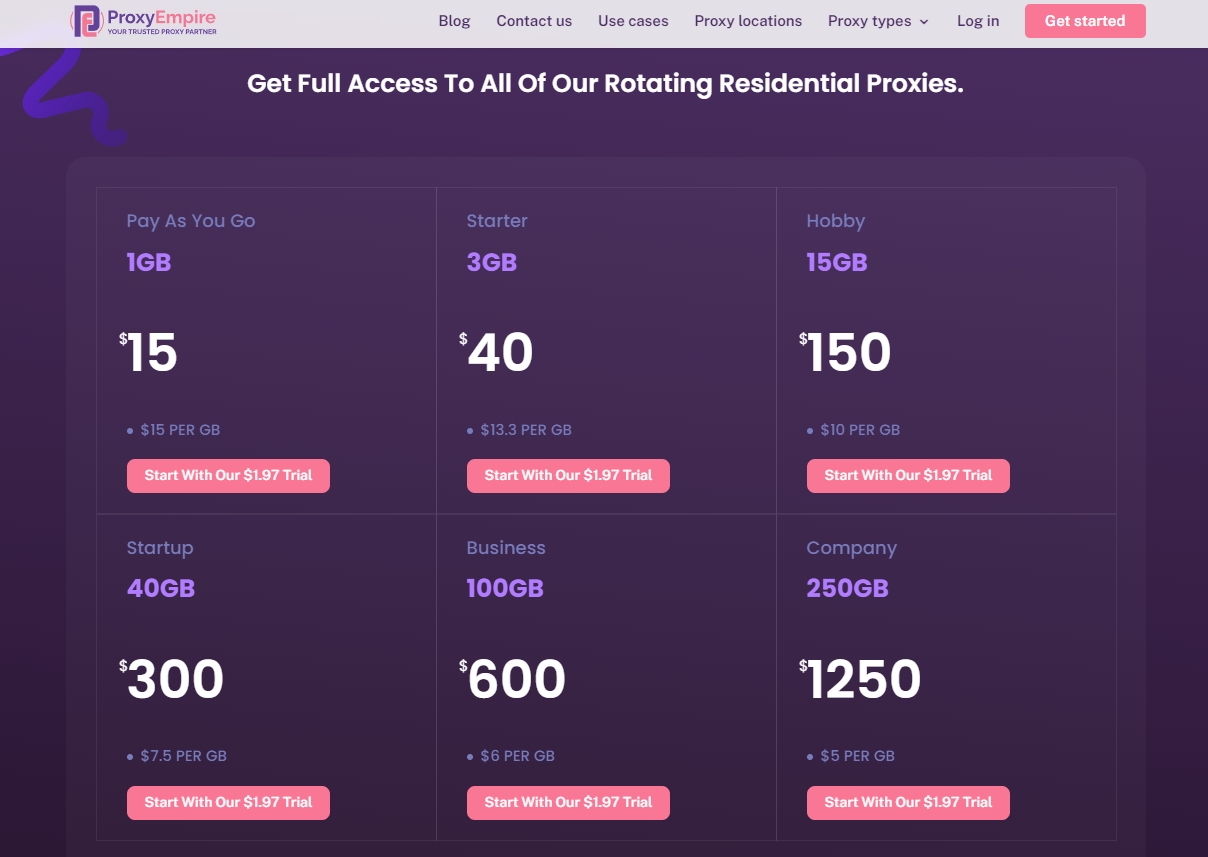 ProxyEmpire
YOUR TRUSTED PROXY PARTNER
Blog Contact us Use cases Proxy locations Proxy types Log in Get started
Get Full Access To All Of Our Rotating Residential Proxies.
Pay As You Go
1GB
$15
• $15 PER GB
Start With Our $1.97 Trial
Starter
3GB
$40
• $13.3 PER GB
Start With Our $1.97 Trial
Hobby
15GB
$150
• $10 PER GB
Start With Our $1.97 Trial
Startup
40GB
$300
• $7.5 PER GB
Start With Our $1.97 Trial
Business
100GB
$600
• $6 PER GB
Start With Our $1.97 Trial
Company
250GB
$1250
• $5 PER GB
Start With Our $1.97 Trial